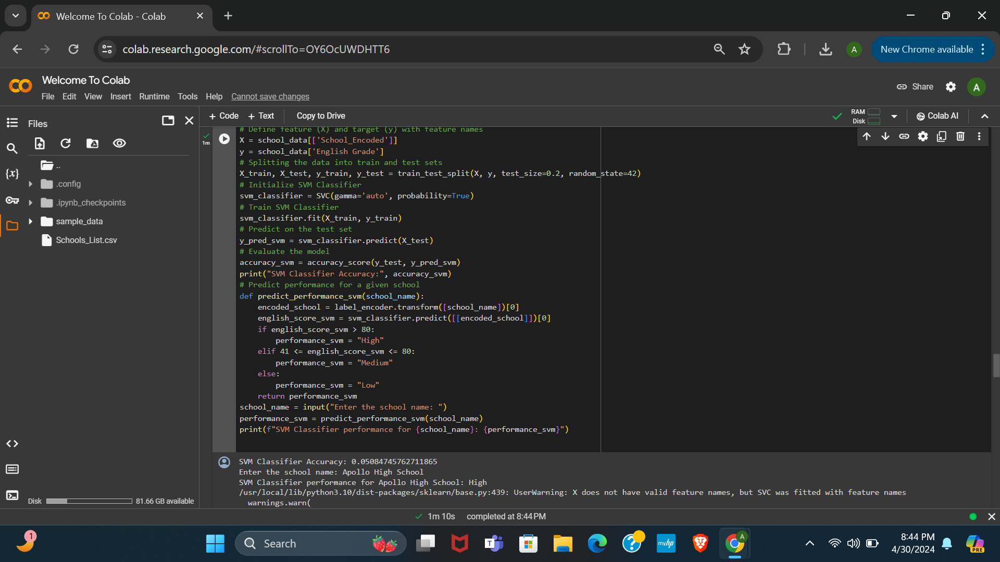 Welcome To Colab - Colab
colab.research.google.com/#scrollTo=OY6OcUWDHTT6
A
New Chrome available
Welcome To Colab
File Edit View Insert Runtime Tools Help Cannot save changes
Share
A
Files
+ Code + Text Copy to Drive
RAM
Disk
Colab AI
..
.config
.ipynb_checkpoints
sample_data
Schools_List.csv
{x}
1m
# Define feature (X) and target (y) with feature names
X = school_data[['School_Encoded']]
y = school_data['English Grade']
# Splitting the data into train and test sets
X_train, X_test, y_train, y_test = train_test_split(X, y, test_size=0.2, random_state=42)
# Initialize SVM Classifier
svm_classifier = SVC(gamma='auto', probability=True)
# Train SVM Classifier
svm_classifier.fit(X_train, y_train)
# Predict on the test set
y_pred_svm = svm_classifier.predict(X_test)
# Evaluate the model
accuracy_svm = accuracy_score(y_test, y_pred_svm)
print("SVM Classifier Accuracy:", accuracy_svm)
# Predict performance for a given school
def predict_performance_svm(school_name):
    encoded_school = label_encoder.transform([school_name])[0]
    english_score_svm = svm_classifier.predict([[encoded_school]])[0]
    if english_score_svm > 80:
        performance_svm = "High"
    elif 41 <= english_score_svm <= 80:
        performance_svm = "Medium"
    else:
        performance_svm = "Low"
    return performance_svm
school_name = input("Enter the school name: ")
performance_svm = predict_performance_svm(school_name)
print(f"SVM Classifier performance for {school_name}: {performance_svm}")
SVM Classifier Accuracy: 0.05084745762711865
Enter the school name: Apollo High School
SVM Classifier performance for Apollo High School: High
/usr/local/lib/python3.10/dist-packages/sklearn/base.py:439: UserWarning: X does not have valid feature names, but SVC was fitted with feature names
  warnings.warn(
Disk 81.66 GB available
1m 10s completed at 8:44 PM
1
Search
T
?
myhp
A
8:44 PM
4/30/2024
PRE